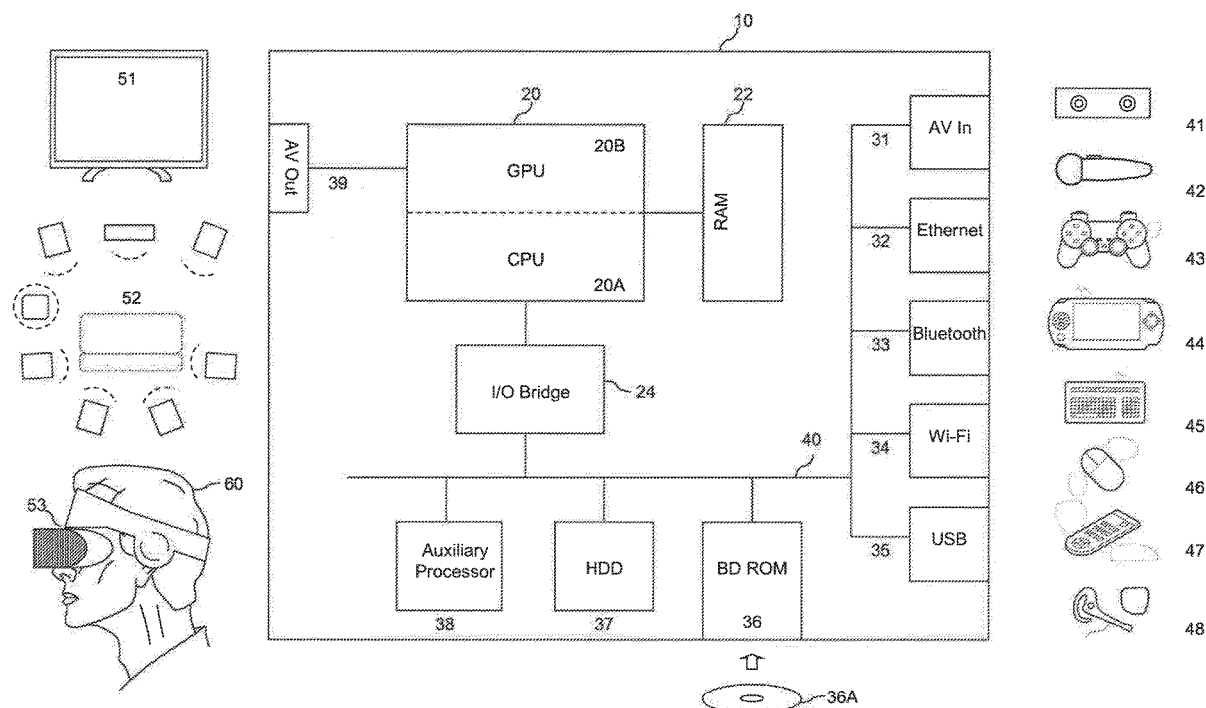 10
51
20
22
20B
GPU
CPU
20A
RAM
AV Out
39
AV In
31
Ethernet
32
Bluetooth
33
Wi-Fi
34
USB
35
I/O Bridge
24
40
Auxiliary
Processor
38
HDD
37
BD ROM
36
36A
52
53
60
41
42
43
44
45
46
47
48